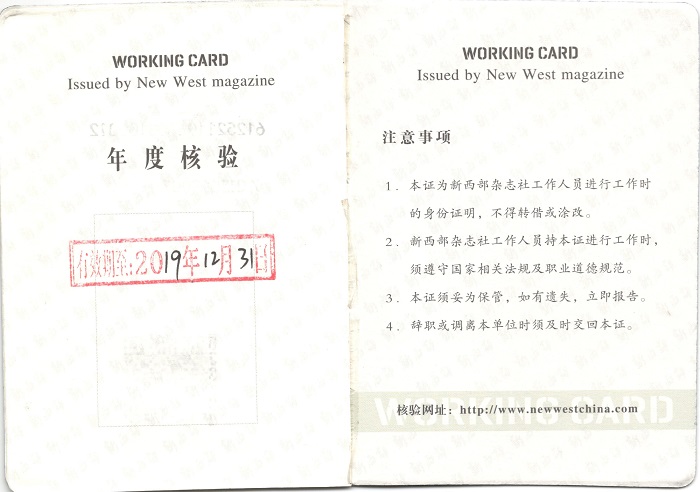 WORKING CARD
Issued by New West magazine
年度核验
有效期至:2019年12月31日
WORKING CARD
Issued by New West magazine
注意事项
1．本证为新西部杂志社工作人员进行工作时
的身份证明，不得转借或涂改。
2．新西部杂志社工作人员持本证进行工作时，
须遵守国家相关法规及职业道德规范。
3．本证须妥为保管，如有遗失，立即报告。
4．辞职或调离本单位时须及时交回本证。
WORKING CARD
核验网址：http://www.newwestchina.com